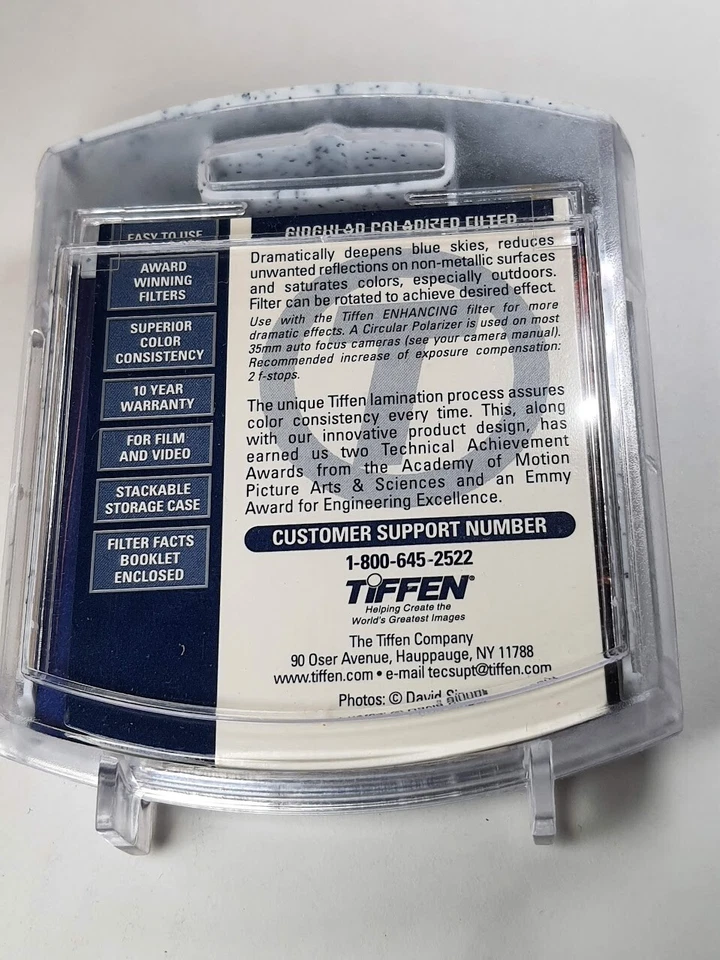 EASY TO USE
AWARD
WINNING
FILTERS
SUPERIOR
COLOR
CONSISTENCY
10 YEAR
WARRANTY
FOR FILM
AND VIDEO
STACKABLE
STORAGE CASE
FILTER FACTS
BOOKLET
ENCLOSED
CIRCULAR POLARIZED FILTER
Dramatically deepens blue skies, reduces
unwanted reflections on non-metallic surfaces
and saturates colors, especially outdoors.
Filter can be rotated to achieve desired effect.
Use with the Tiffen ENHANCING filter for more
dramatic effects. A Circular Polarizer is used on most
35mm auto focus cameras (see your camera manual).
Recommended increase of exposure compensation:
2 f-stops.
The unique Tiffen lamination process assures
color consistency every time. This, along
with our innovative product design, has
earned us two Technical Achievement
Awards from the Academy of Motion
Picture Arts & Sciences and an Emmy
Award for Engineering Excellence.
CUSTOMER SUPPORT NUMBER
1-800-645-2522
TIFFEN®
Helping Create the
World's Greatest Images
The Tiffen Company
90 Oser Avenue, Hauppauge, NY 11788
www.tiffen.com • e-mail tecsupt@tiffen.com
Photos: © David